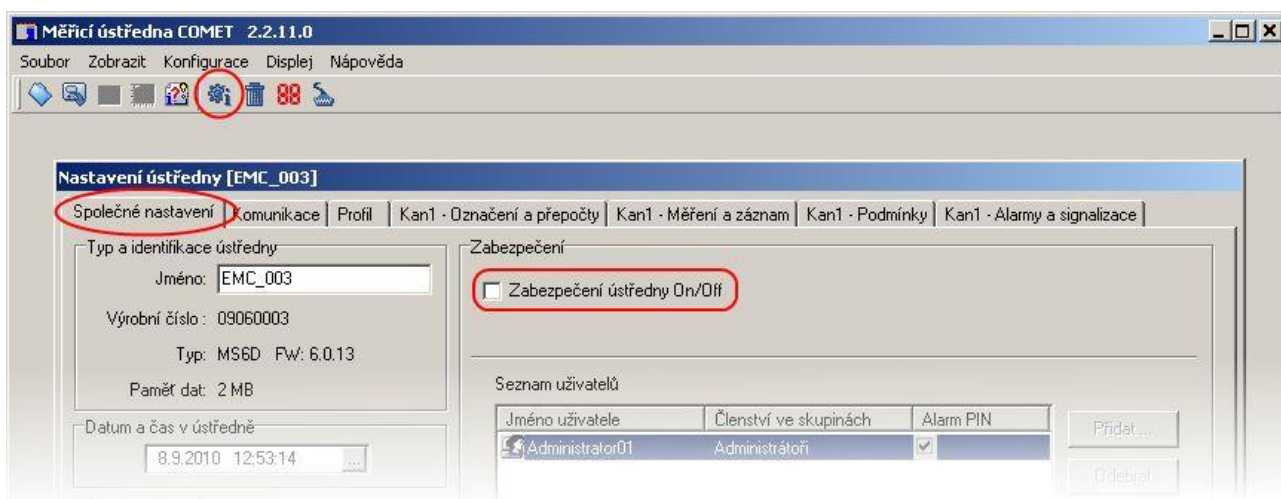 Měřicí ústředna COMET 2.2.11.0
Soubor Zobrazit Konfigurace Displej Nápověda
Nastavení ústředny [EMC_003]
Společné nastavení Komunikace Profil Kan1 - Označení a přepočty Kan1 - Měření a záznam Kan1 - Podmínky Kan1 - Alarmy a signalizace
Typ a identifikace ústředny
Jméno: EMC_003
Výrobní číslo : 09060003
Typ: MS6D FW: 6.0.13
Paměť dat: 2 MB
Datum a čas v ústředně
8.9.2010 12:53:14 ...
Zabezpečení
Zabezpečení ústředny On/Off
Seznam uživatelů
Jméno uživatele Členství ve skupinách Alarm PIN
Administrator01 Administrátoři
Přidat...
Odebrat